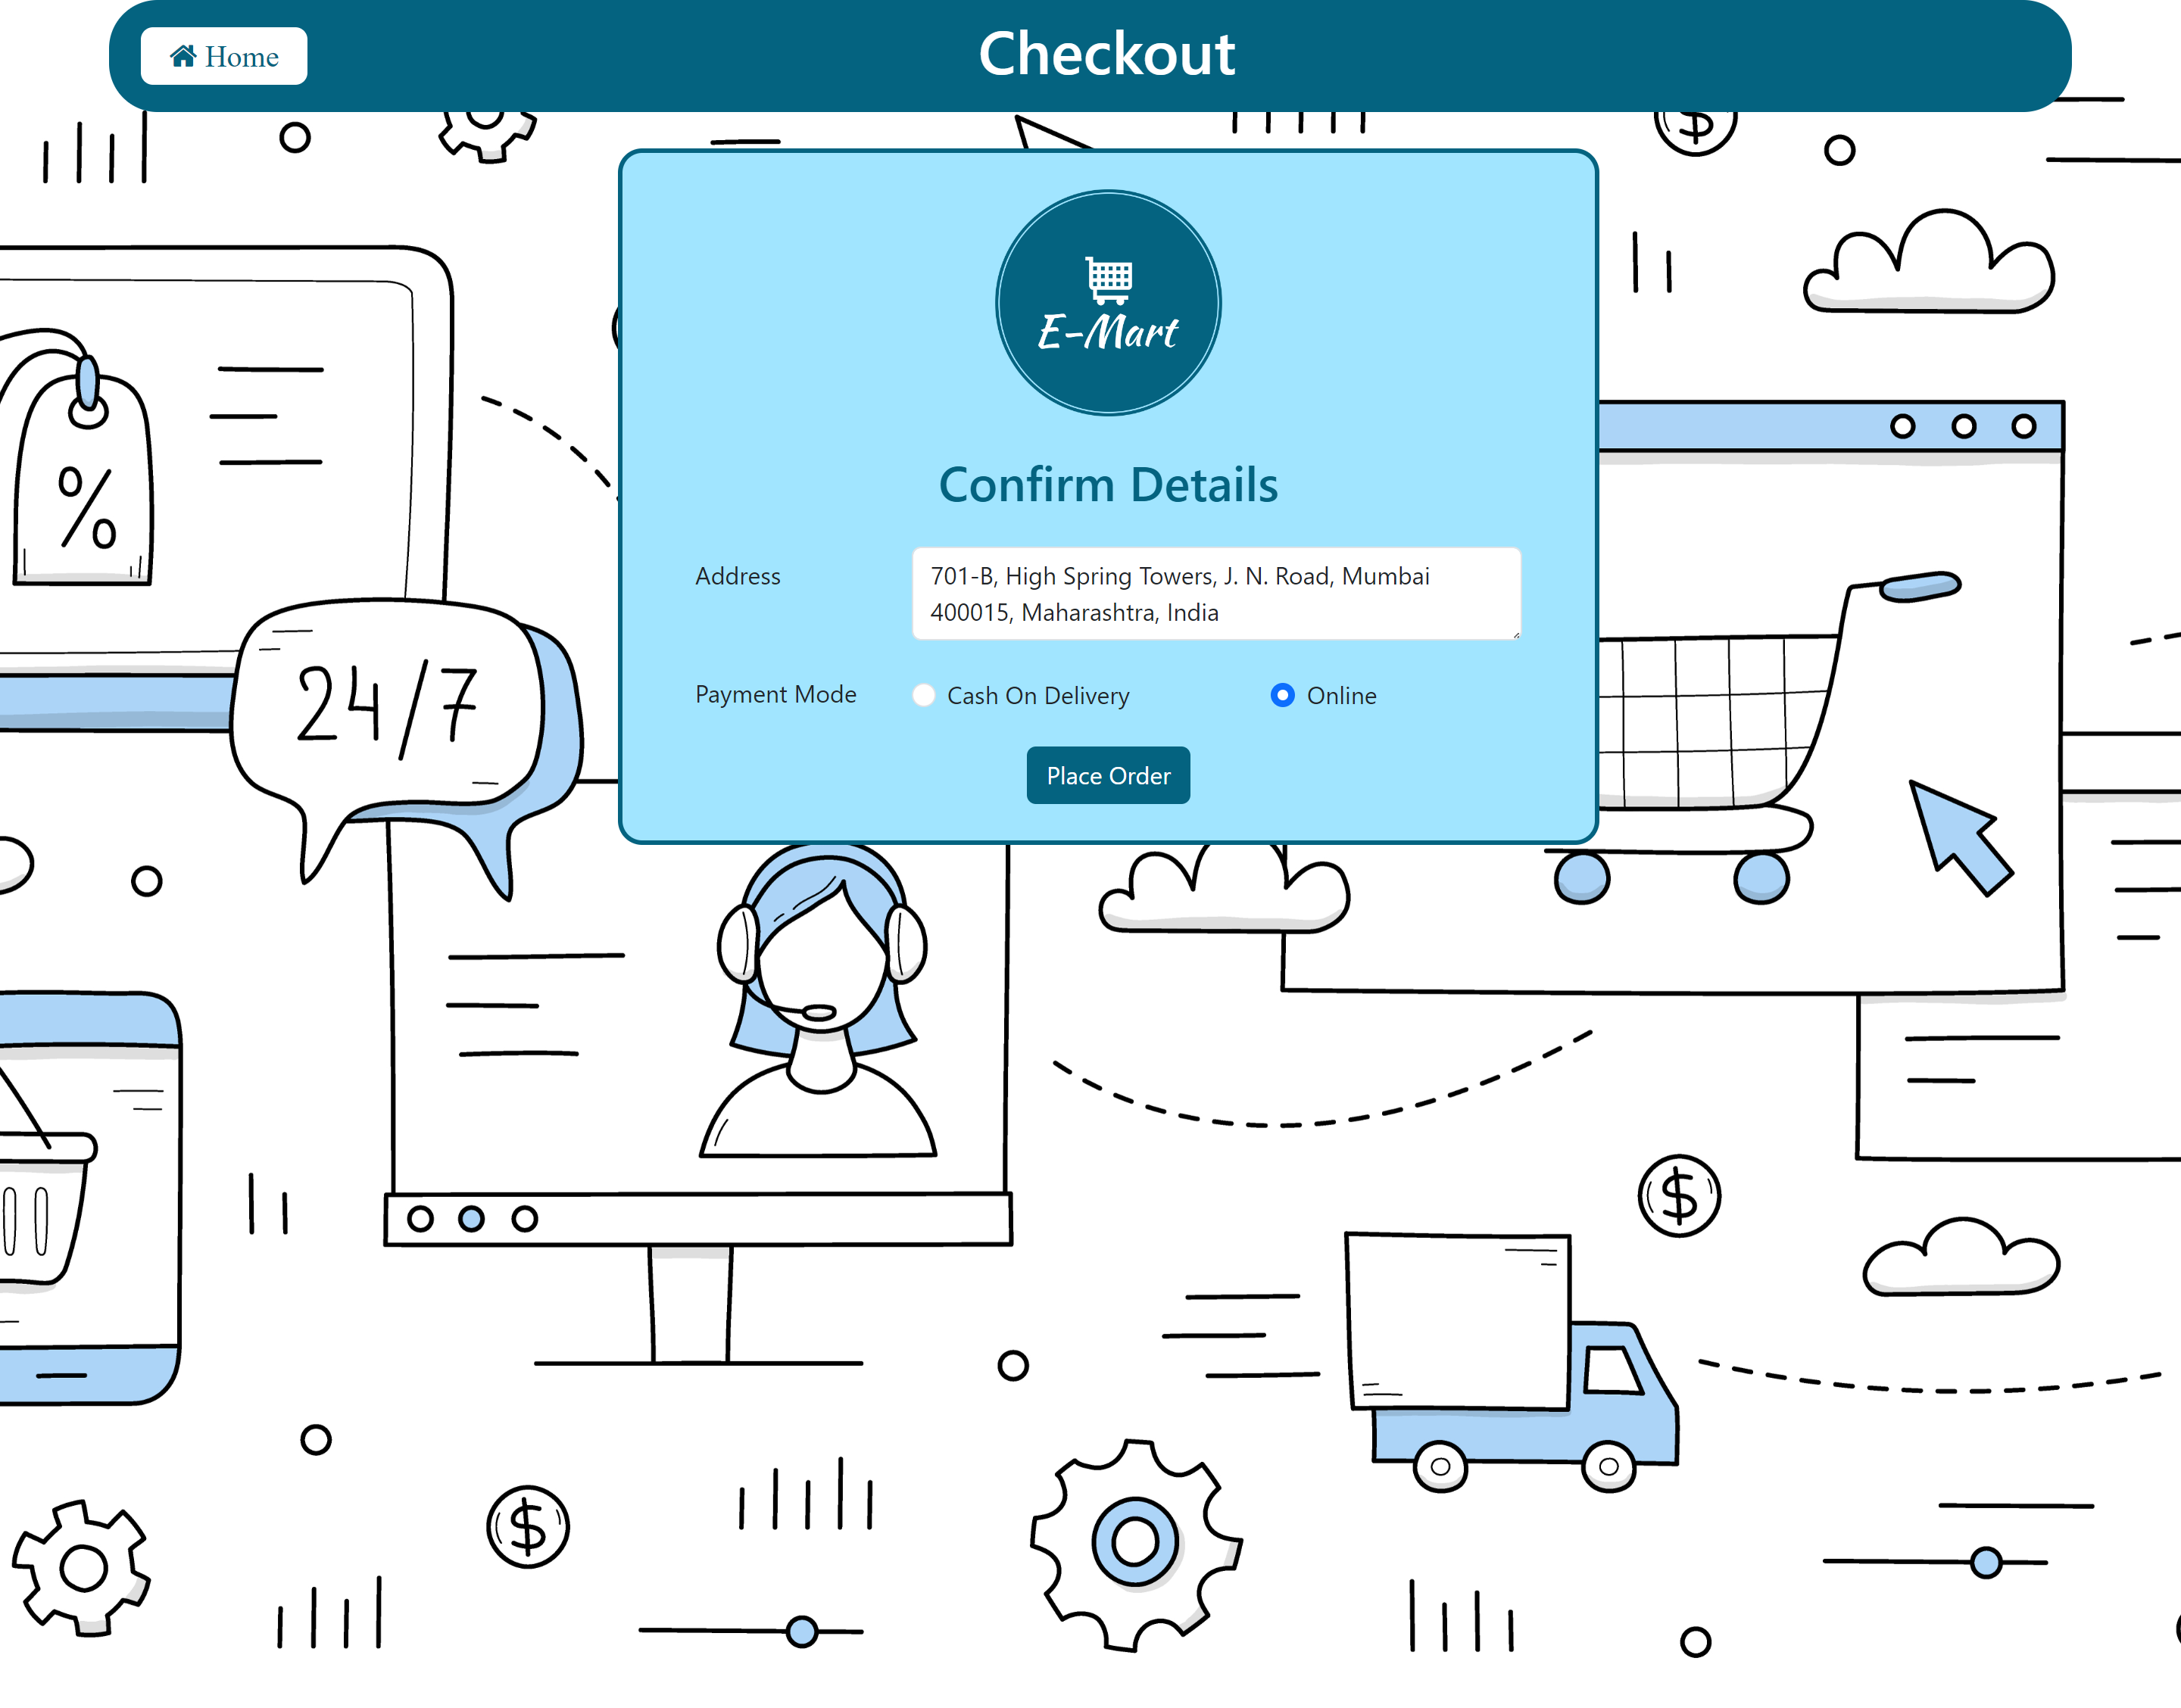 Home
Checkout
E-Mart
%
Confirm Details
Address
701-B, High Spring Towers, J. N. Road, Mumbai
400015, Maharashtra, India
24/7
Payment Mode
Cash On Delivery
Online
Place Order
$
$
$